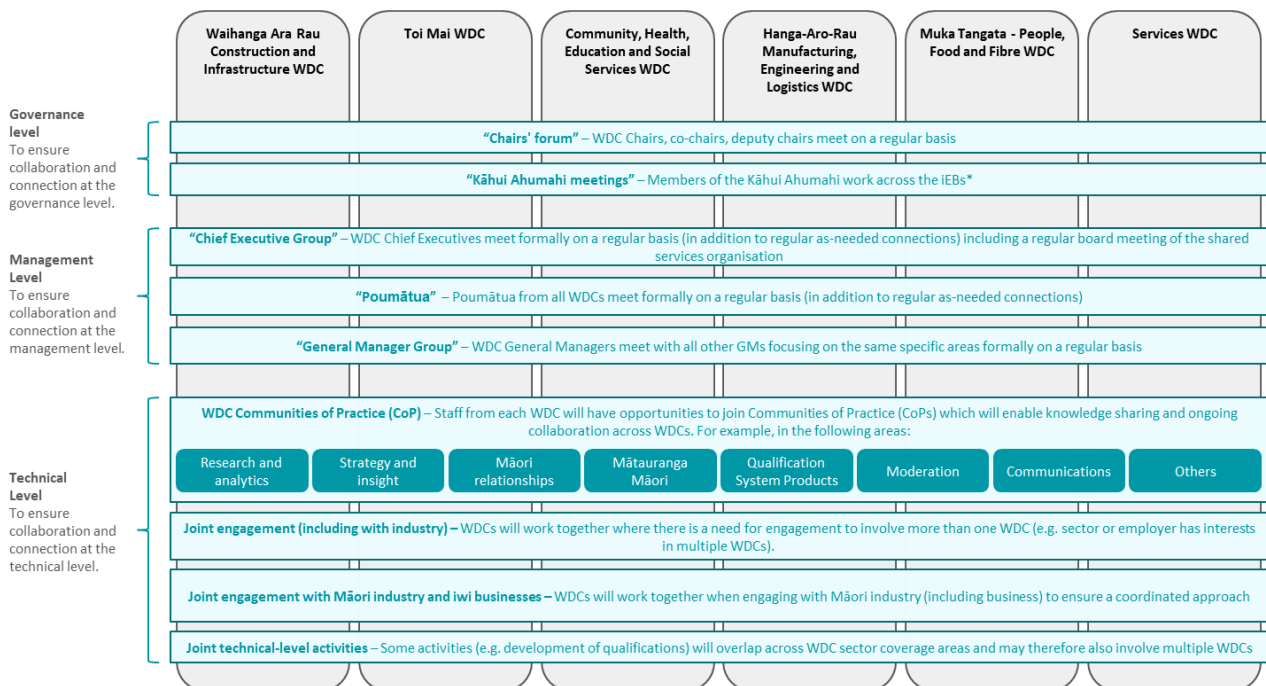 Waihanga Ara Rau
Construction and
Infrastructure WDC
Toi Mai WDC
Community, Health,
Education and Social
Services WDC
Hanga-Aro-Rau
Manufacturing,
Engineering and
Logistics WDC
Muka Tangata - People,
Food and Fibre WDC
Services WDC
Governance
level
To ensure
collaboration and
connection at the
governance level.
“Chairs' forum” – WDC Chairs, co-chairs, deputy chairs meet on a regular basis
“Kāhui Ahumahi meetings” – Members of the Kāhui Ahumahi work across the iEBs*
Management
Level
To ensure
collaboration and
connection at the
management level.
“Chief Executive Group” – WDC Chief Executives meet formally on a regular basis (in addition to regular as-needed connections) including a regular board meeting of the shared
services organisation
“Poumātua” – Poumātua from all WDCs meet formally on a regular basis (in addition to regular as-needed connections)
“General Manager Group” – WDC General Managers meet with all other GMs focusing on the same specific areas formally on a regular basis
Technical
Level
To ensure
collaboration and
connection at the
technical level.
WDC Communities of Practice (CoP) – Staff from each WDC will have opportunities to join Communities of Practice (CoPs) which will enable knowledge sharing and ongoing
collaboration across WDCs. For example, in the following areas:
Research and
analytics
Strategy and
insight
Māori
relationships
Mātauranga
Māori
Qualification
System Products
Moderation
Communications
Others
Joint engagement (including with industry) – WDCs will work together where there is a need for engagement to involve more than one WDC (e.g. sector or employer has interests
in multiple WDCs).
Joint engagement with Māori industry and iwi businesses – WDCs will work together when engaging with Māori industry (including business) to ensure a coordinated approach
Joint technical-level activities – Some activities (e.g. development of qualifications) will overlap across WDC sector coverage areas and may therefore also involve multiple WDCs